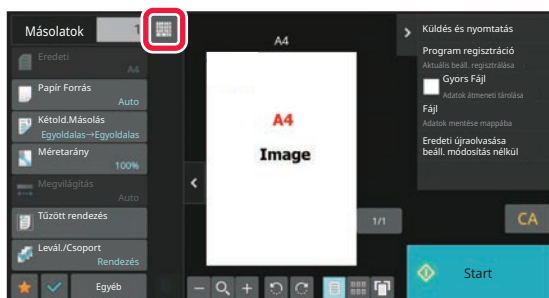 Másolatok 1
Eredeti
A4
Papír Forrás
Auto
Kétold.Másolás
Egyoldalas→Egyoldalas
Méretarány
100%
Megvilágítás
Auto
Tűzött rendezés
Levál./Csoport
Rendezés
Egyéb
A4
A4
Image
1/1
Küldés és nyomtatás
Program regisztráció
Aktuális beáll. regisztrálása
Gyors Fájl
Adatok átmeneti tárolása
Fájl
Adatok mentése mappába
Eredeti újraolvasása
beáll. módosítás nélkül
CA
Start